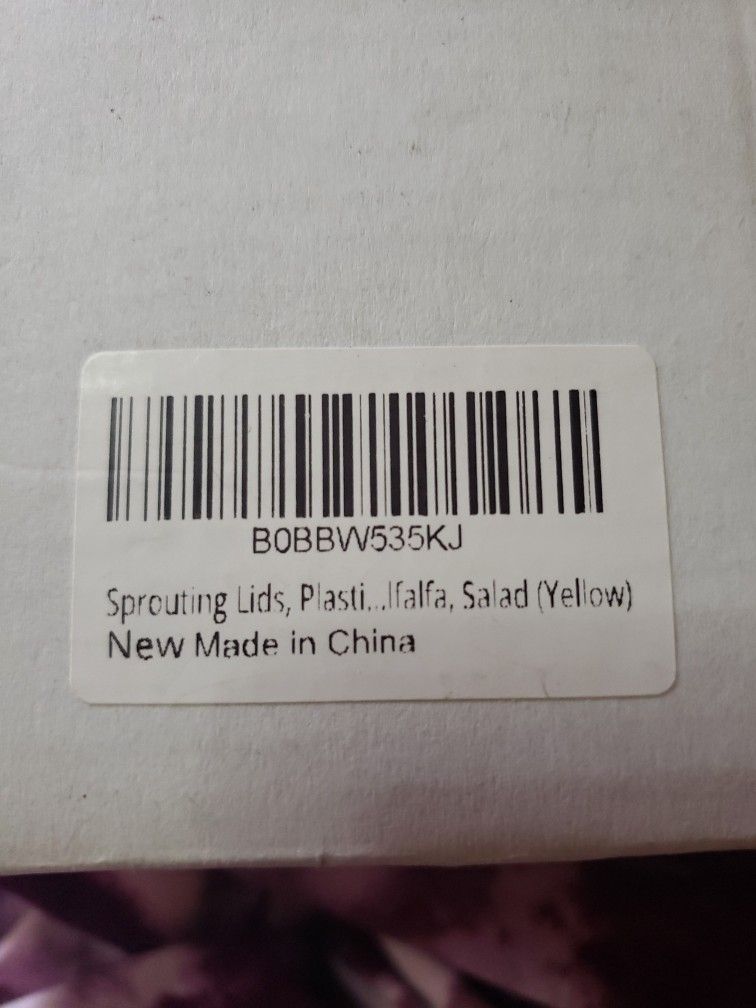 B0BBW535KJ
Sprouting Lids, Plasti...lfalfa, Salad (Yellow)
New Made in China